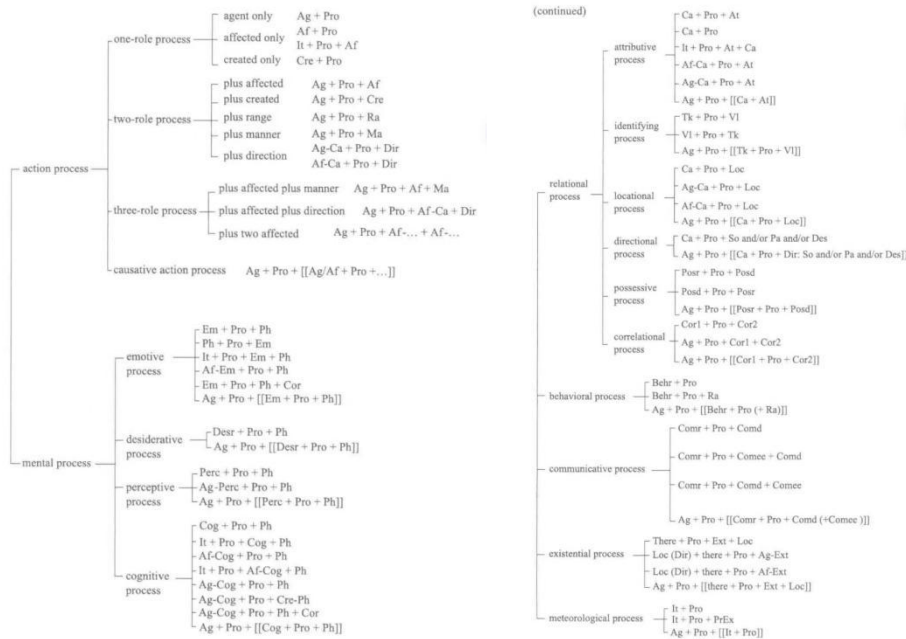 agent only Ag + Pro
one-role process
affected only Af + Pro
It + Pro + Af
created only Cre + Pro
plus affected Ag + Pro + Af
plus created Ag + Pro + Cre
two-role process
plus range Ag + Pro + Ra
plus manner Ag + Pro + Ma
plus direction Ag-Ca + Pro + Dir
Af-Ca + Pro + Dir
action process
plus affected plus manner Ag + Pro + Af + Ma
three-role process
plus affected plus direction Ag + Pro + Af-Ca + Dir
plus two affected Ag + Pro + Af-... + Af-...
causative action process Ag + Pro + [[Ag/Af + Pro +...]]
emotive process
Em + Pro + Ph
Ph + Pro + Em
It + Pro + Em + Ph
Af-Em + Pro + Ph
Em + Pro + Ph + Cor
Ag + Pro + [[Em + Pro + Ph]]
desiderative process
Desr + Pro + Ph
Ag + Pro + [[Desr + Pro + Ph]]
mental process
perceptive process
Perc + Pro + Ph
Ag-Perc + Pro + Ph
Ag + Pro + [[Perc + Pro + Ph]]
cognitive process
Cog + Pro + Ph
It + Pro + Cog + Ph
Af-Cog + Pro + Ph
It + Pro + Af-Cog + Ph
Ag-Cog + Pro + Ph
Ag-Cog + Pro + Cre-Ph
Ag-Cog + Pro + Ph + Cor
Ag + Pro + [[Cog + Pro + Ph]]
(continued)
attributive process
Ca + Pro + At
Ca + Pro
It + Pro + At + Ca
Af-Ca + Pro + At
Ag-Ca + Pro + At
Ag + Pro + [[Ca + At]]
identifying process
Tk + Pro + Vl
Vl + Pro + Tk
Ag + Pro + [[Tk + Pro + Vl]]
relational process
locational process
Ca + Pro + Loc
Ag-Ca + Pro + Loc
Af-Ca + Pro + Loc
Ag + Pro + [[Ca + Pro + Loc]]
directional process
Ca + Pro + So and/or Pa and/or Des
Ag + Pro + [[Ca + Pro + Dir: So and/or Pa and/or Des]]
possessive process
Posr + Pro + Posd
Posd + Pro + Posr
Ag + Pro + [[Posr + Pro + Posd]]
correlational process
Cor1 + Pro + Cor2
Ag + Pro + Cor1 + Cor2
Ag + Pro + [[Cor1 + Pro + Cor2]]
behavioral process
Behr + Pro
Behr + Pro + Ra
Ag + Pro + [[Behr + Pro (+ Ra)]]
communicative process
Comr + Pro + Comd
Comr + Pro + Comee + Comd
Comr + Pro + Comd + Comee
Ag + Pro + [[Comr + Pro + Comd (+Comee )]]
existential process
There + Pro + Ext + Loc
Loc (Dir) + there + Pro + Ag-Ext
Loc (Dir) + there + Pro + Af-Ext
Ag + Pro + [[there + Pro + Ext + Loc]]
meteorological process
It + Pro
It + Pro + PrEx
Ag + Pro + [[It + Pro]]